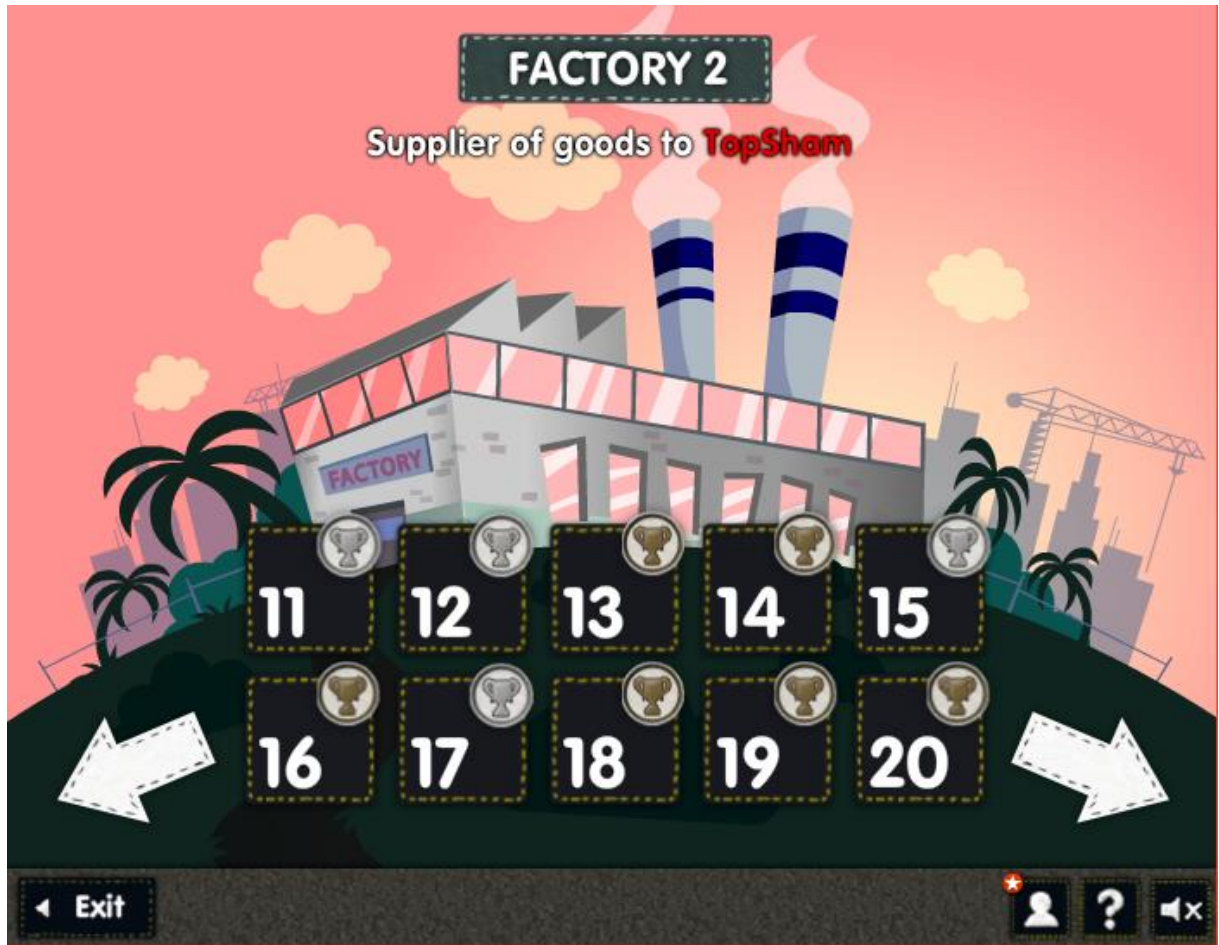 FACTORY 2
Supplier of goods to TopSham
FACTORY
11 12 13 14 15
16 17 18 19 20
Exit ?